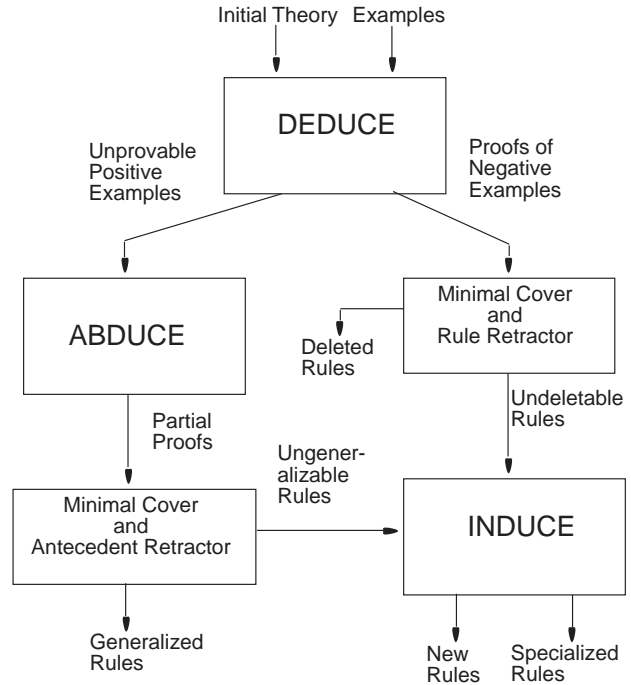 Initial Theory Examples
DEDUCE
Unprovable
Positive
Examples
Proofs of
Negative
Examples
ABDUCE
Minimal Cover
and
Rule Retractor
Deleted
Rules
Undeletable
Rules
Partial
Proofs
Ungener-
alizable
Rules
Minimal Cover
and
Antecedent Retractor
INDUCE
Generalized
Rules
New
Rules
Specialized
Rules